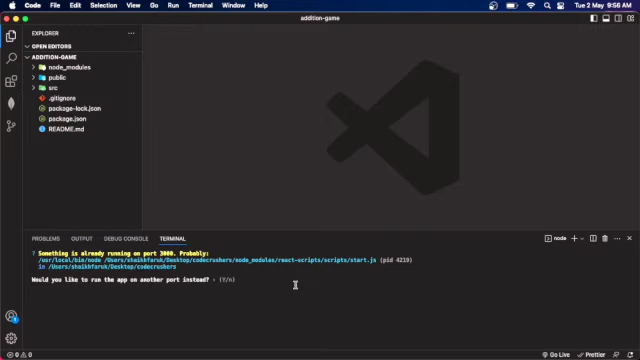 Code File Edit Selection View Go Run Terminal Window Help Tue 2 May 9:56 AM
addition-game
EXPLORER
OPEN EDITORS
ADDITION-GAME
node_modules
public
src
.gitignore
package-lock.json
package.json
README.md
PROBLEMS OUTPUT DEBUG CONSOLE TERMINAL node
? Something is already running on port 3000. Probably:
/usr/local/bin/node /Users/shaikhfaruk/Desktop/codecrushers/node_modules/react-scripts/scripts/start.js (pid 4219)
in /Users/shaikhfaruk/Desktop/codecrushers
Would you like to run the app on another port instead? › (Y/n)
1
0 0 Go Live Prettier